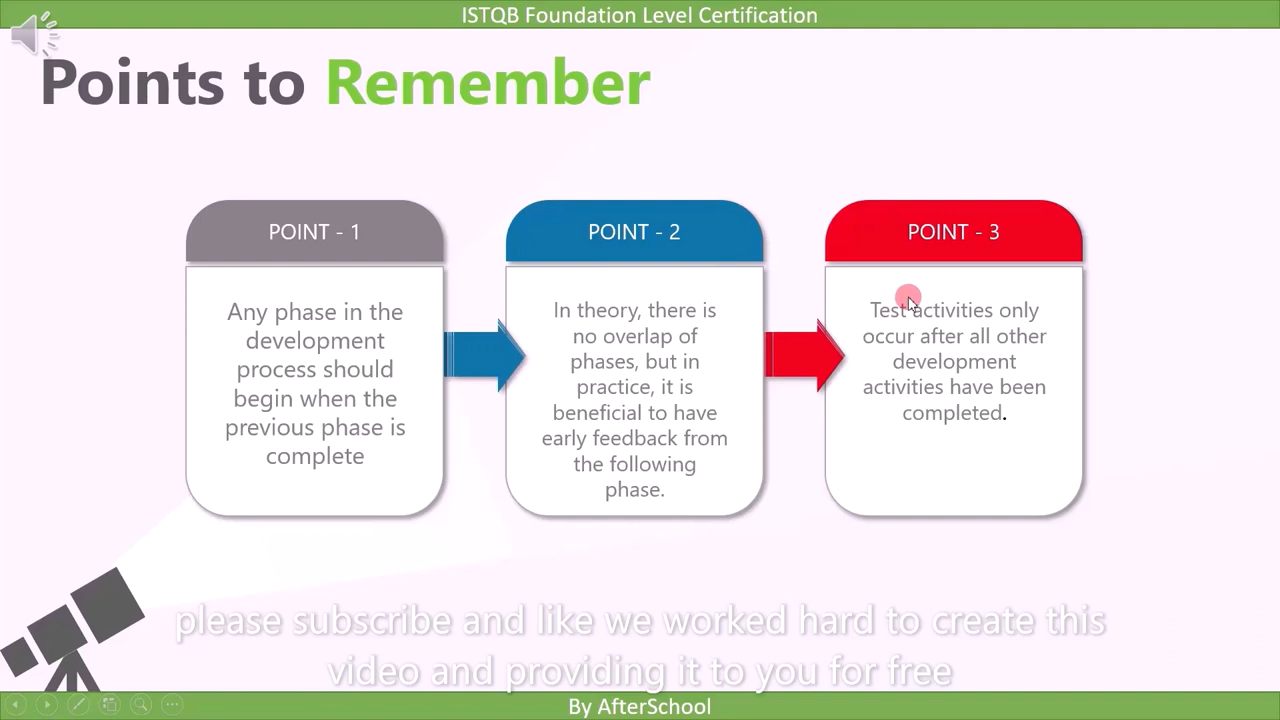 ISTQB Foundation Level Certification
Points to Remember
POINT - 1
Any phase in the
development
process should
begin when the
previous phase is
complete
POINT - 2
In theory, there is
no overlap of
phases, but in
practice, it is
beneficial to have
early feedback from
the following
phase.
POINT - 3
Test activities only
occur after all other
development
activities have been
completed.
please subscribe and like we worked hard to create this
video and providing it to you for free
By AfterSchool